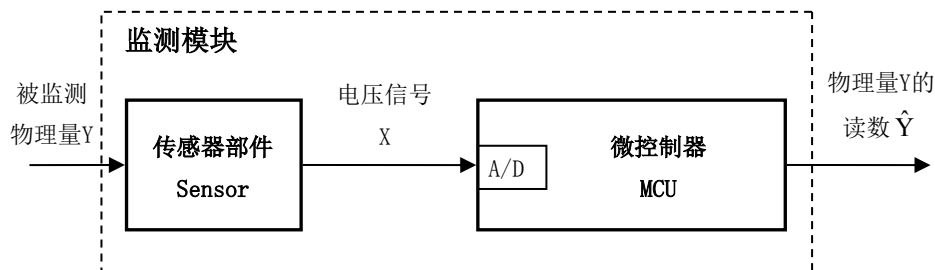 监测模块
被监测
物理量Y
传感器部件
Sensor
电压信号
X
A/D
微控制器
MCU
物理量Y的
读数 Ŷ